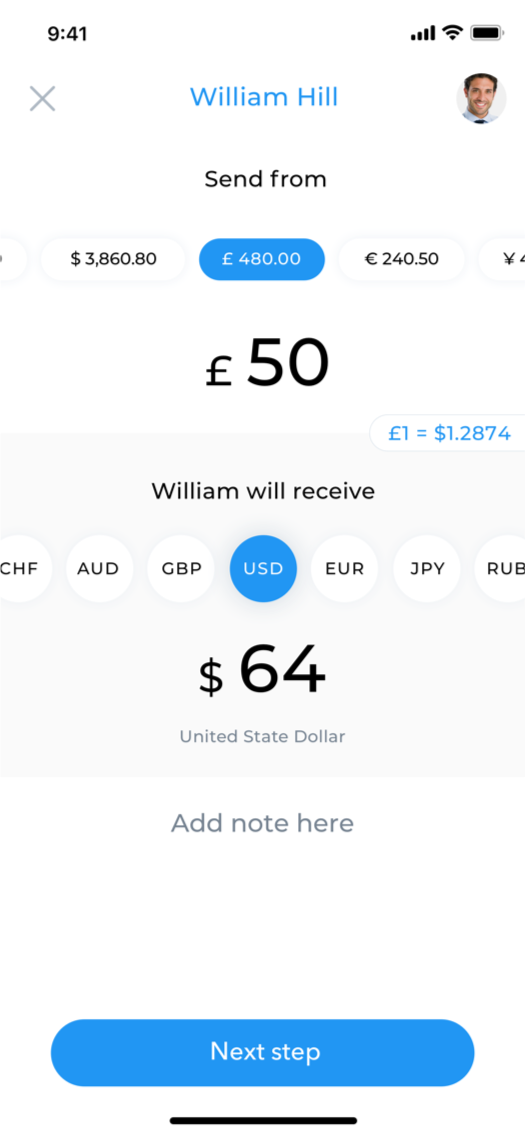 9:41
William Hill
Send from
$ 3,860.80 £ 480.00 € 240.50 ¥ 4
£ 50
£1 = $1.2874
William will receive
CHF AUD GBP USD EUR JPY RUB
$ 64
United State Dollar
Add note here
Next step